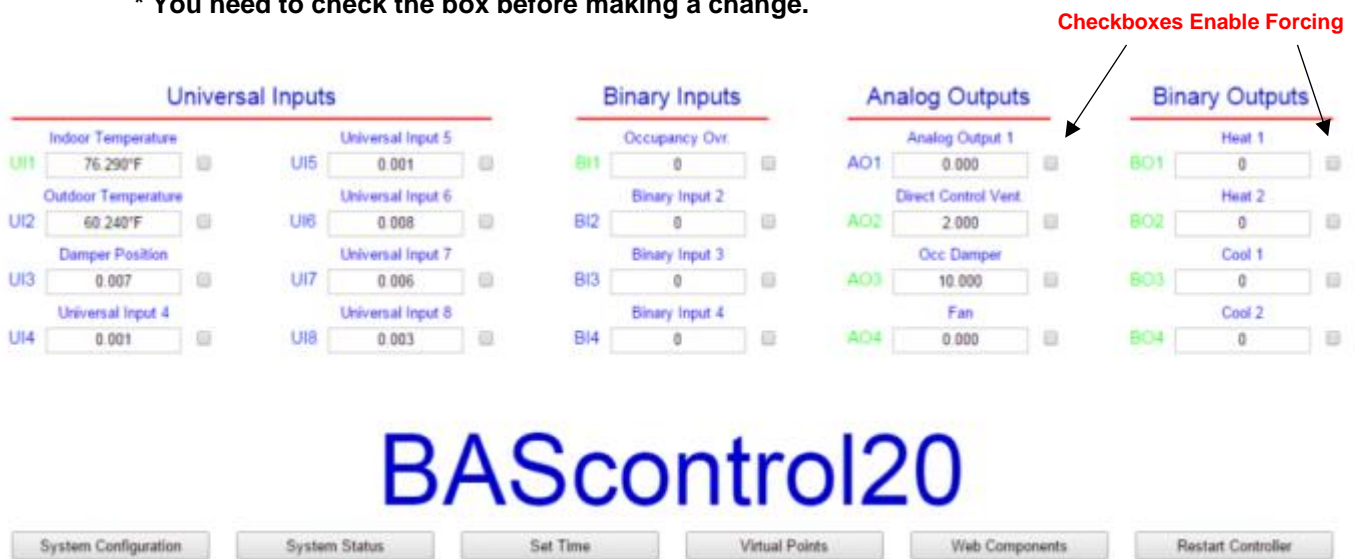 * You need to check the box before making a change.
Checkboxes Enable Forcing
Universal Inputs Binary Inputs Analog Outputs Binary Outputs
Indoor Temperature Universal Input 5 Occupancy Ovr. Analog Output 1 Heat 1
UI1 76.290°F UI5 0.001 BI1 0 AO1 0.000 BO1 0
Outdoor Temperature Universal Input 6 Binary Input 2 Direct Control Vent. Heat 2
UI2 60.240°F UI6 0.008 BI2 0 AO2 2.000 BO2 0
Damper Position Universal Input 7 Binary Input 3 Occ Damper Cool 1
UI3 0.007 UI7 0.006 BI3 0 AO3 10.000 BO3 0
Universal Input 4 Universal Input 8 Binary Input 4 Fan Cool 2
UI4 0.001 UI8 0.003 BI4 0 AO4 0.000 BO4 0
BAScontrol20
System Configuration System Status Set Time Virtual Points Web Components Restart Controller